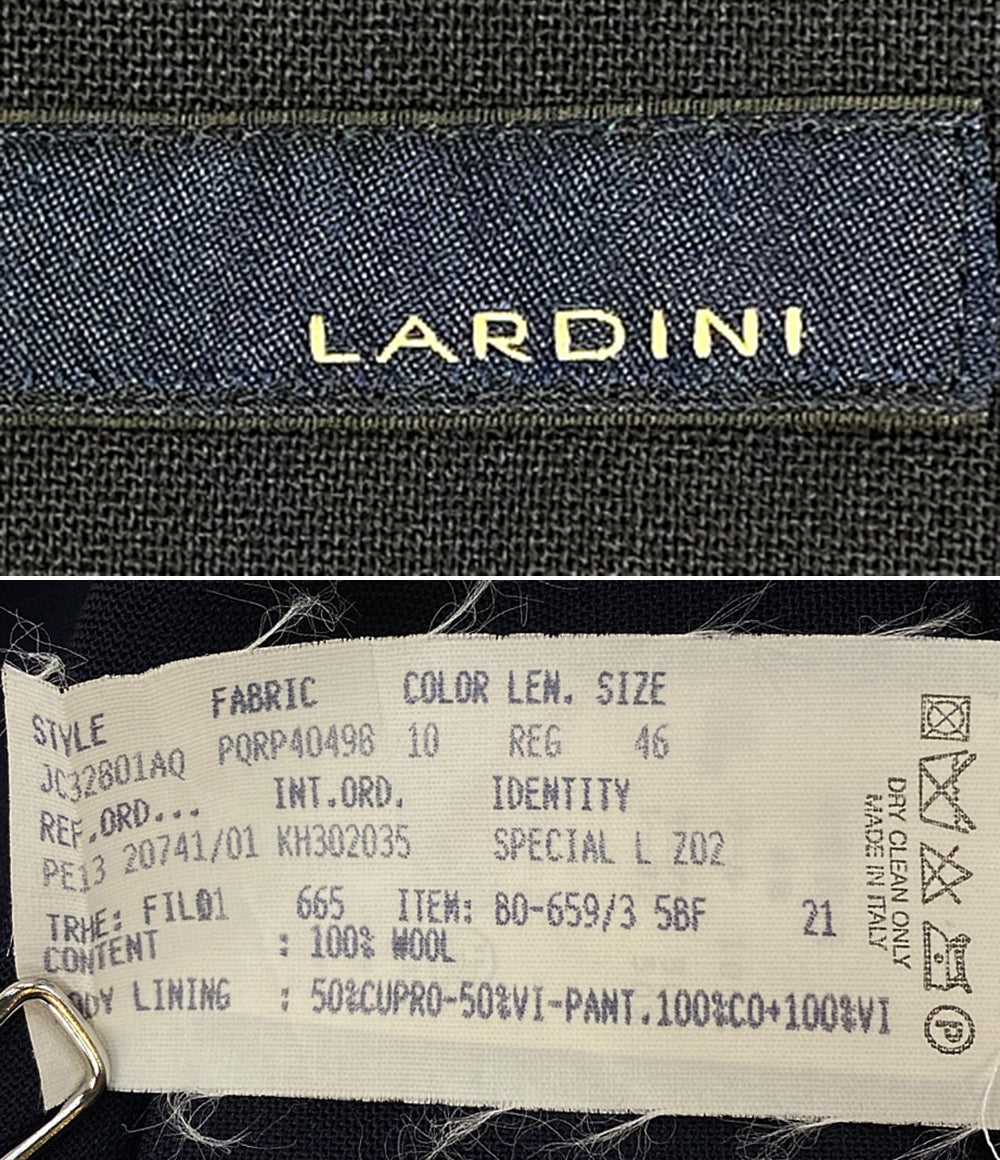 LARDINI
STYLE FABRIC COLOR LEN. SIZE
JC32801AQ PQRP40498 10 REG 46
REF.ORD... INT.ORD. IDENTITY
PE13 20741/01 KH302035 SPECIAL L Z02
TRHE: FIL01 665 ITEM: 80-659/3 5BF 21
CONTENT : 100% WOOL
ODY LINING : 50%CUPRO-50%VI-PANT.100%CO+100%VI
DRY CLEAN ONLY
MADE IN ITALY
P